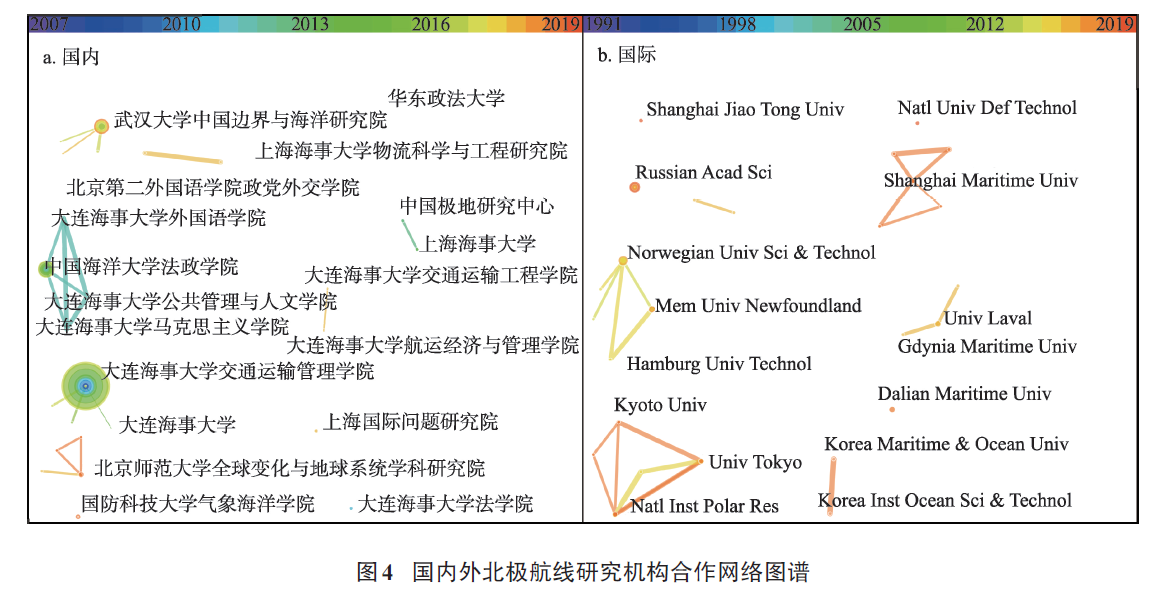 2007 2010 2013 2016 2019
a. 国内
华东政法大学
武汉大学中国边界与海洋研究院
上海海事大学物流科学与工程研究院
北京第二外国语学院政党外交学院
中国极地研究中心
大连海事大学外国语学院
上海海事大学
中国海洋大学法政学院
大连海事大学交通运输工程学院
大连海事大学公共管理与人文学院
大连海事大学马克思主义学院
大连海事大学航运经济与管理学院
大连海事大学交通运输管理学院
大连海事大学
上海国际问题研究院
北京师范大学全球变化与地球系统学科研究院
国防科技大学气象海洋学院
大连海事大学法学院
1991 1998 2005 2012 2019
b. 国际
Shanghai Jiao Tong Univ
Natl Univ Def Technol
Russian Acad Sci
Shanghai Maritime Univ
Norwegian Univ Sci & Technol
Mem Univ Newfoundland
Univ Laval
Gdynia Maritime Univ
Hamburg Univ Technol
Dalian Maritime Univ
Kyoto Univ
Korea Maritime & Ocean Univ
Univ Tokyo
Korea Inst Ocean Sci & Technol
Natl Inst Polar Res
图4 国内外北极航线研究机构合作网络图谱